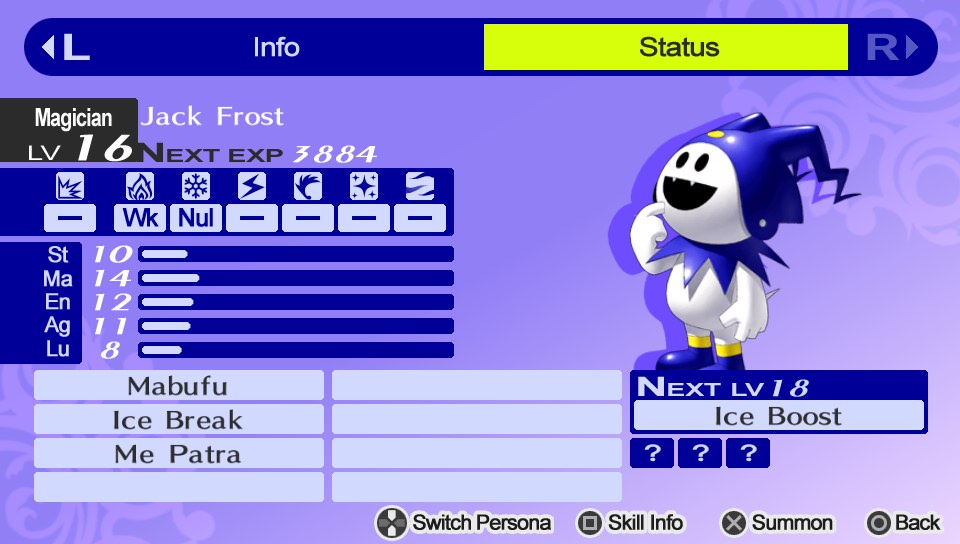 L Info Status R
Magician Jack Frost
LV 16 NEXT EXP 3884
– Wk Nul – – – –
St 10
Ma 14
En 12
Ag 11
Lu 8
Mabufu
Ice Break
Me Patra
NEXT LV 18
Ice Boost
? ? ?
Switch Persona Skill Info Summon Back